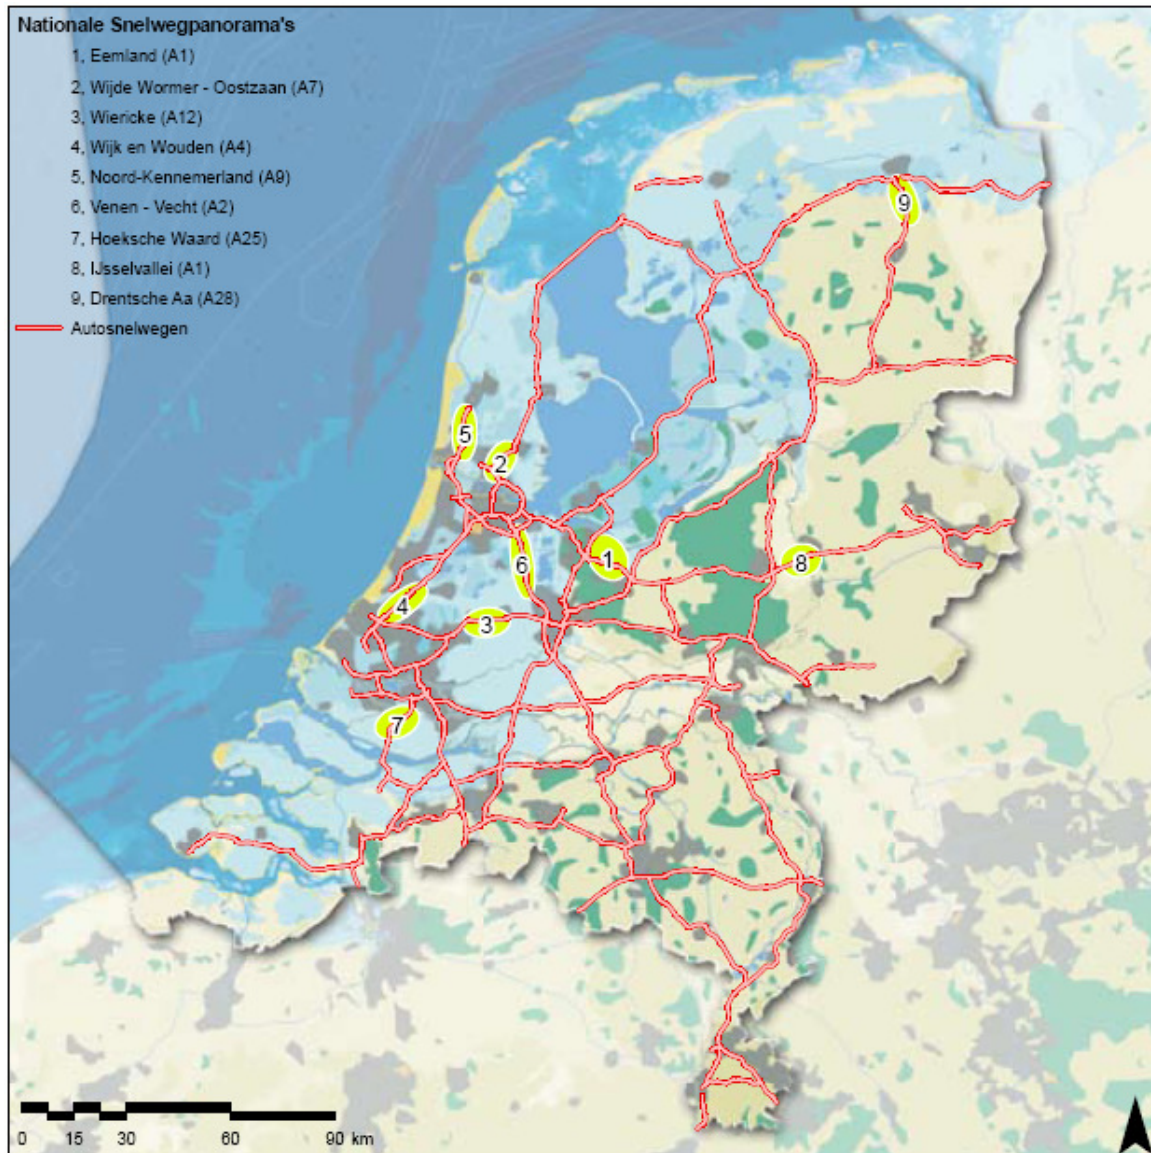 Nationale Snelwegpanorama's
1, Eemland (A1)
2, Wijde Wormer - Oostzaan (A7)
3, Wiericke (A12)
4, Wijk en Wouden (A4)
5, Noord-Kennemerland (A9)
6, Venen - Vecht (A2)
7, Hoeksche Waard (A25)
8, IJsselvallei (A1)
9, Drentsche Aa (A28)
Autosnelwegen
9
5
2
1
6
8
4
3
7
0 15 30 60 90 km